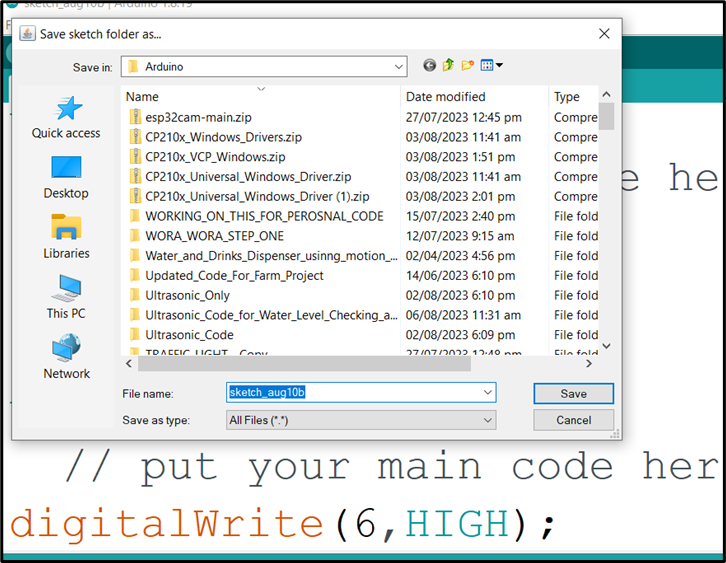 sketch_aug10b | Arduino 1.8.19
Save sketch folder as...
Save in: Arduino
Name Date modified Type
esp32cam-main.zip 27/07/2023 12:45 pm Compre
CP210x_Windows_Drivers.zip 03/08/2023 11:41 am Compre
CP210x_VCP_Windows.zip 03/08/2023 1:51 pm Compre
CP210x_Universal_Windows_Driver.zip 03/08/2023 11:41 am Compre
CP210x_Universal_Windows_Driver (1).zip 03/08/2023 2:01 pm Compre
WORKING_ON_THIS_FOR_PEROSNAL_CODE 15/07/2023 2:40 pm File fold
WORA_WORA_STEP_ONE 12/07/2023 9:15 am File fold
Water_and_Drinks_Dispenser_usinng_motion_... 02/04/2023 4:56 pm File fold
Updated_Code_For_Farm_Project 14/06/2023 6:10 pm File fold
Ultrasonic_Only 02/08/2023 6:10 pm File fold
Ultrasonic_Code_for_Water_Level_Checking_a... 06/08/2023 11:31 am File fold
Ultrasonic_Code 02/08/2023 6:09 pm File fold
TRAFFIC_LIGHT - Copy 27/07/2023 12:48 pm File fold
Quick access
Desktop
Libraries
This PC
Network
File name: sketch_aug10b Save
Save as type: All Files (*.*) Cancel
e he
// put your main code her
digitalWrite(6,HIGH);